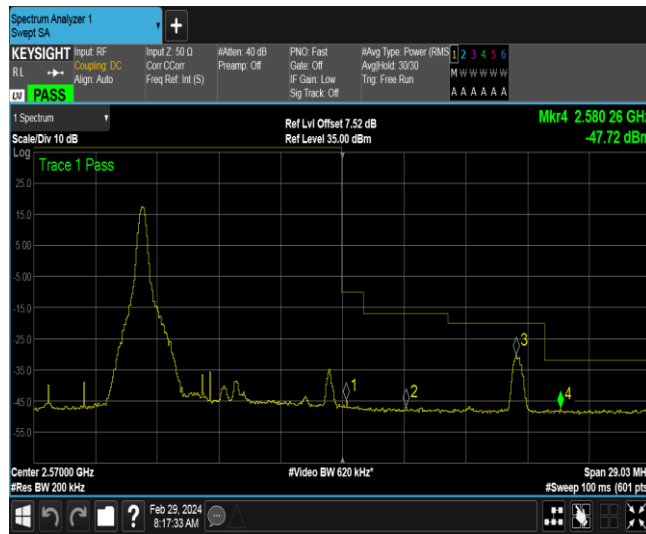 Spectrum Analyzer 1
Swept SA
KEYSIGHT
RL
LXI PASS
Input: RF
Coupling: DC
Align: Auto
Input Z: 50 Ω
Corr CCorr
Freq Ref: Int (S)
#Atten: 40 dB
Preamp: Off
PNO: Fast
Gate: Off
IF Gain: Low
Sig Track: Off
#Avg Type: Power (RMS
Avg|Hold: 30/30
Trig: Free Run
1 2 3 4 5 6
M W W W W W
A A A A A A
1 Spectrum
Scale/Div 10 dB
Ref Lvl Offset 7.52 dB
Ref Level 35.00 dBm
Mkr4 2.580 26 GHz
-47.72 dBm
Log
Trace 1 Pass
25.0
15.0
5.00
-5.00
-15.0
-25.0
-35.0
-45.0
-55.0
1
2
3
4
Center 2.57000 GHz
#Res BW 200 kHz
#Video BW 620 kHz*
Span 29.03 MH
#Sweep 100 ms (601 pts
Feb 29, 2024
8:17:33 AM